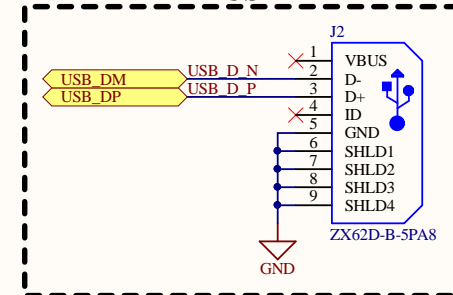 J2
1 VBUS
USB_DM USB_D_N 2 D-
USB_DP USB_D_P 3 D+
4 ID
5 GND
6 SHLD1
7 SHLD2
8 SHLD3
9 SHLD4
ZX62D-B-5PA8
GND